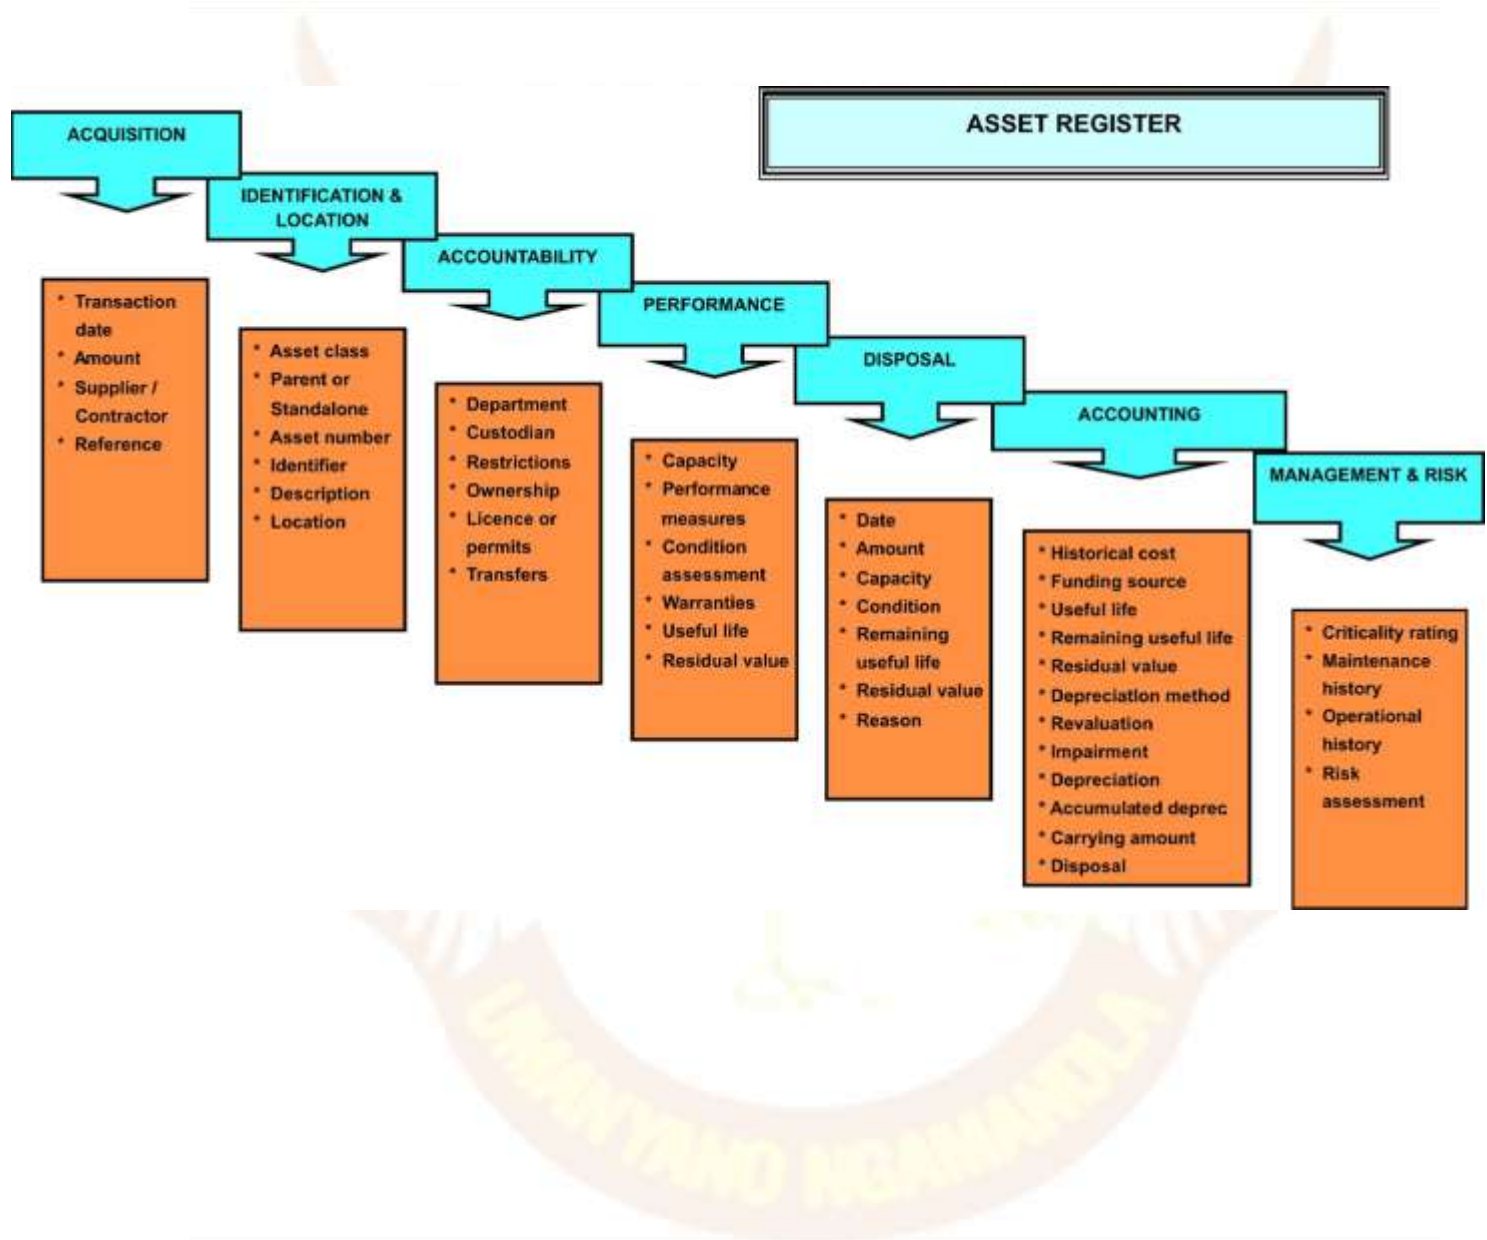 ASSET REGISTER
ACQUISITION
* Transaction
date
* Amount
* Supplier /
Contractor
* Reference
IDENTIFICATION &
LOCATION
* Asset class
* Parent or
Standalone
* Asset number
* Identifier
* Description
* Location
ACCOUNTABILITY
* Department
* Custodian
* Restrictions
* Ownership
* Licence or
permits
* Transfers
PERFORMANCE
* Capacity
* Performance
measures
* Condition
assessment
* Warranties
* Useful life
* Residual value
DISPOSAL
* Date
* Amount
* Capacity
* Condition
* Remaining
useful life
* Residual value
* Reason
ACCOUNTING
* Historical cost
* Funding source
* Useful life
* Remaining useful life
* Residual value
* Depreciation method
* Revaluation
* Impairment
* Depreciation
* Accumulated deprec
* Carrying amount
* Disposal
MANAGEMENT & RISK
* Criticality rating
* Maintenance
history
* Operational
history
* Risk
assessment
UMANYANO NGAMANDLA